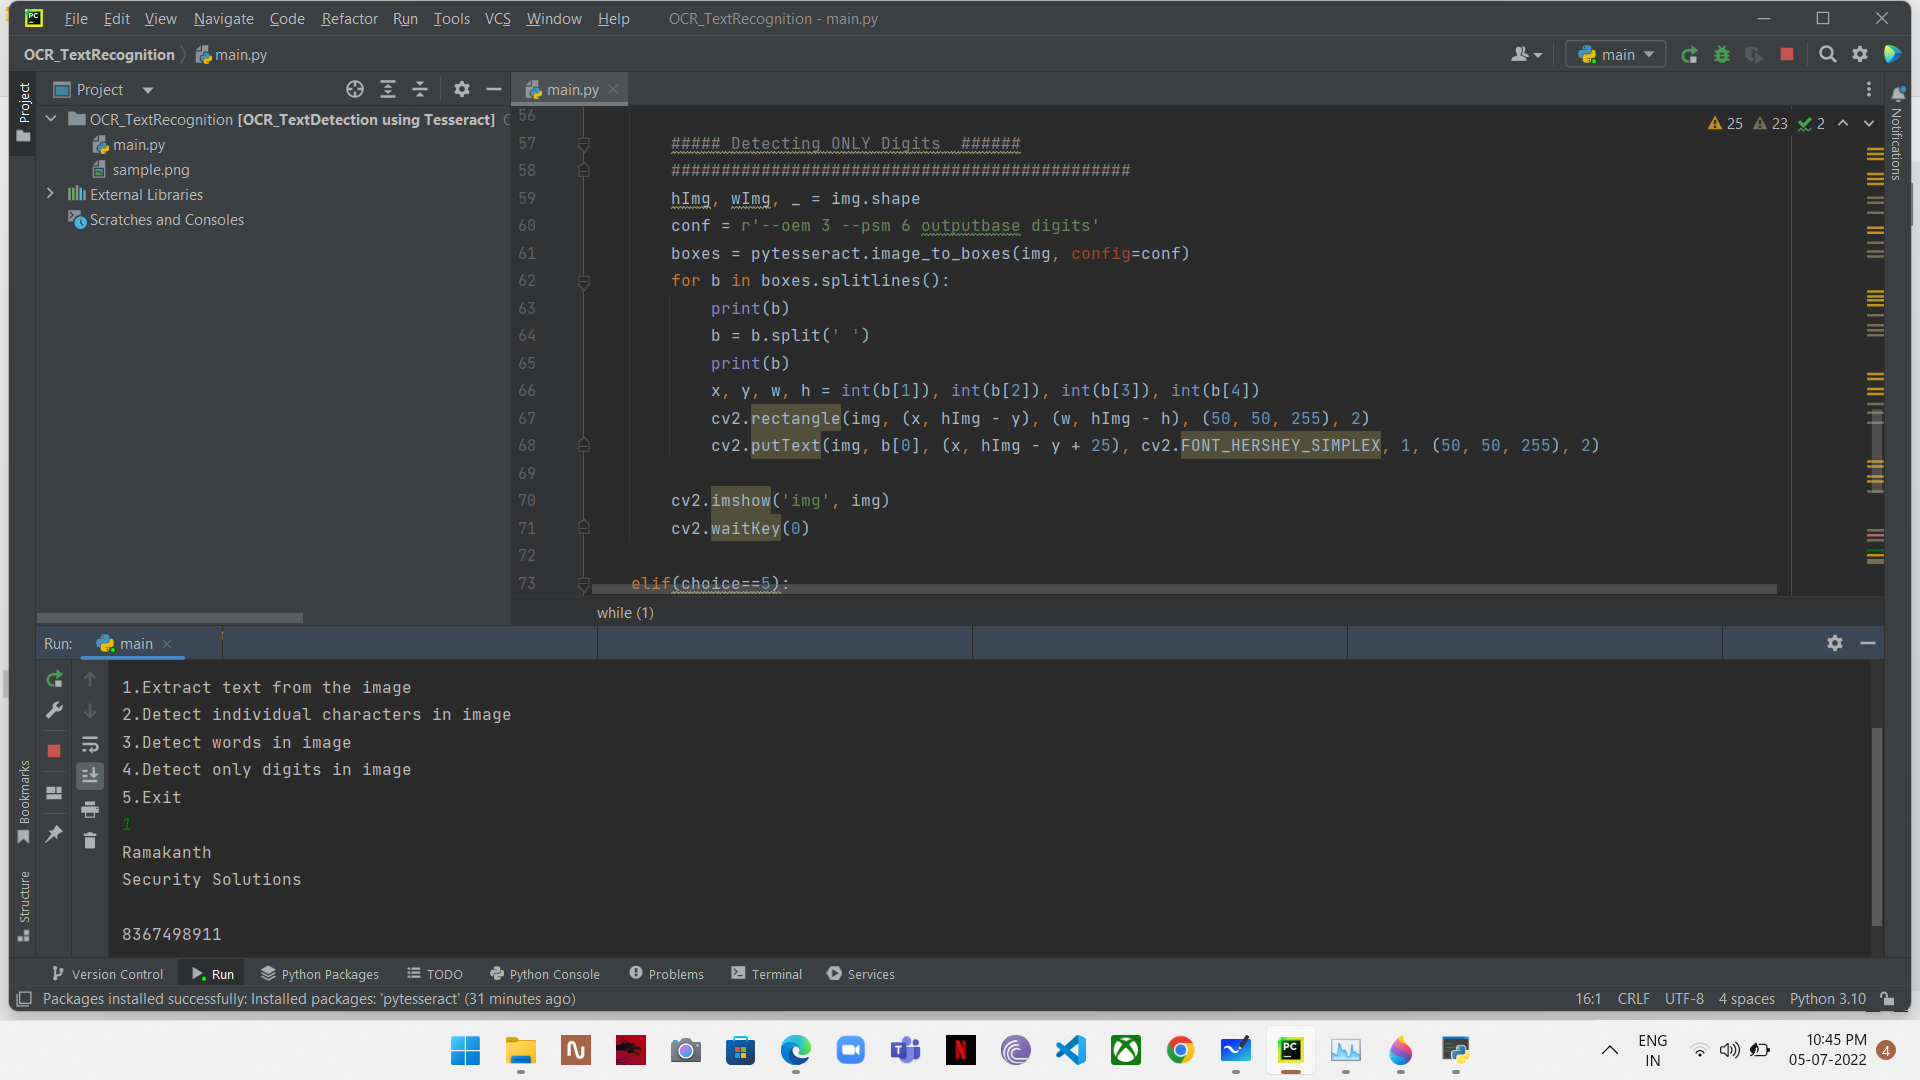 File Edit View Navigate Code Refactor Run Tools VCS Window Help OCR_TextRecognition - main.py
OCR_TextRecognition main.py
main
Project
Project
main.py
OCR_TextRecognition [OCR_TextDetection using Tesseract]
main.py
sample.png
External Libraries
Scratches and Consoles
25 23 2
Notifications
56
57 ##### Detecting ONLY Digits  ######
58 ##############################################
59 hImg, wImg, _ = img.shape
60 conf = r'--oem 3 --psm 6 outputbase digits'
61 boxes = pytesseract.image_to_boxes(img, config=conf)
62 for b in boxes.splitlines():
63 print(b)
64 b = b.split(' ')
65 print(b)
66 x, y, w, h = int(b[1]), int(b[2]), int(b[3]), int(b[4])
67 cv2.rectangle(img, (x, hImg - y), (w, hImg - h), (50, 50, 255), 2)
68 cv2.putText(img, b[0], (x, hImg - y + 25), cv2.FONT_HERSHEY_SIMPLEX, 1, (50, 50, 255), 2)
69
70 cv2.imshow('img', img)
71 cv2.waitKey(0)
72
73 elif(choice==5):
while (1)
Run: main
1.Extract text from the image
2.Detect individual characters in image
3.Detect words in image
4.Detect only digits in image
5.Exit
1
Ramakanth
Security Solutions
8367498911
Bookmarks
Structure
Version Control Run Python Packages TODO Python Console Problems Terminal Services
Packages installed successfully: Installed packages: 'pytesseract' (31 minutes ago) 16:1 CRLF UTF-8 4 spaces Python 3.10
ENG
IN
10:45 PM
05-07-2022
4